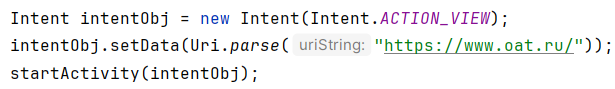 Intent intentObj = new Intent(Intent.ACTION_VIEW);
intentObj.setData(Uri.parse( uriString: "https://www.oat.ru/"));
startActivity(intentObj);